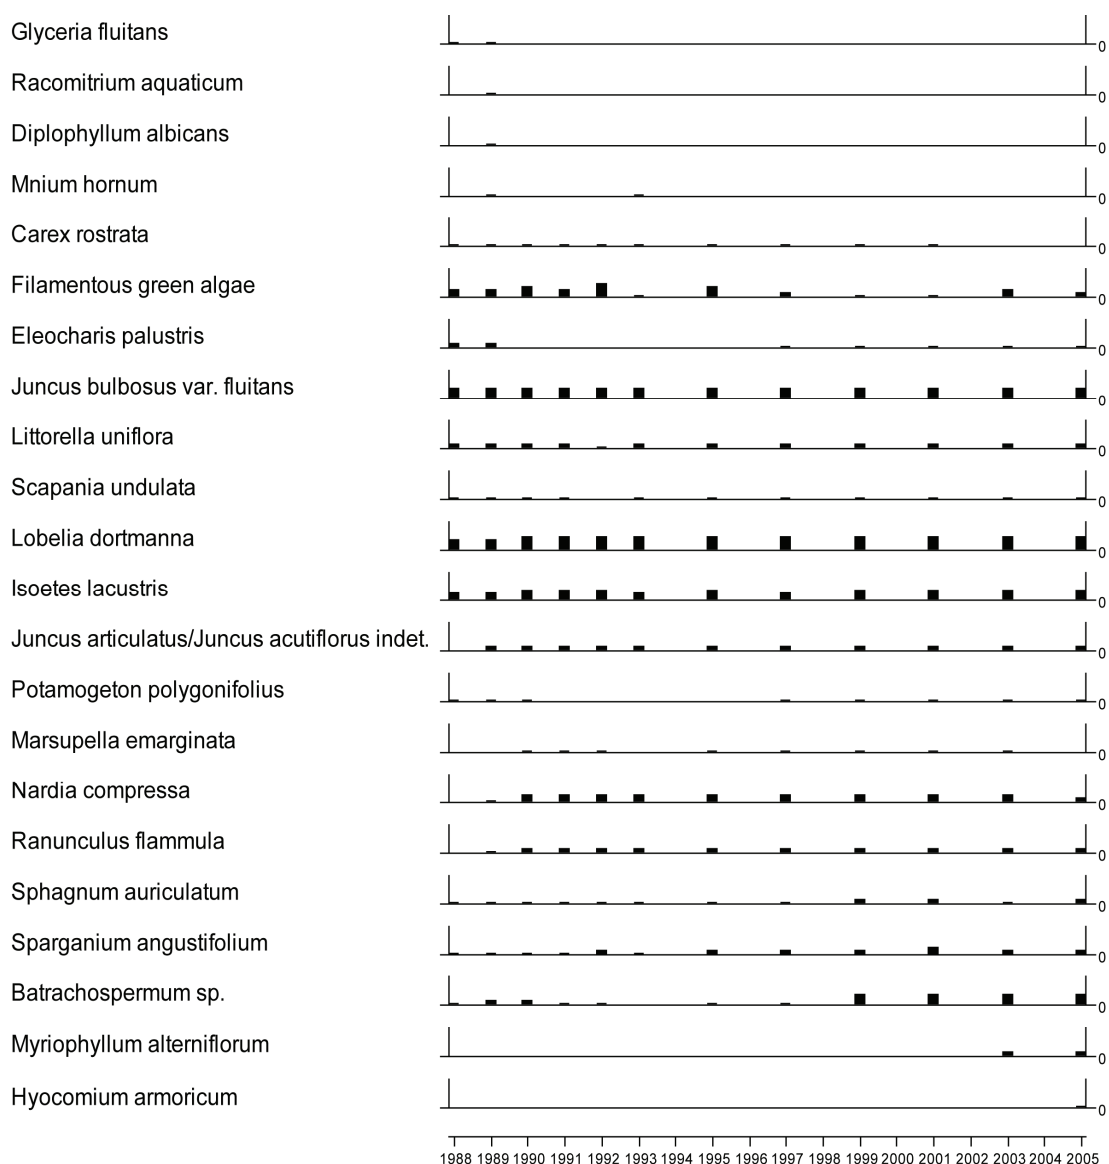 Glyceria fluitans
0
Racomitrium aquaticum
0
Diplophyllum albicans
0
Mnium hornum
0
Carex rostrata
0
Filamentous green algae
0
Eleocharis palustris
0
Juncus bulbosus var. fluitans
0
Littorella uniflora
0
Scapania undulata
0
Lobelia dortmanna
0
Isoetes lacustris
0
Juncus articulatus/Juncus acutiflorus indet.
0
Potamogeton polygonifolius
0
Marsupella emarginata
0
Nardia compressa
0
Ranunculus flammula
0
Sphagnum auriculatum
0
Sparganium angustifolium
0
Batrachospermum sp.
0
Myriophyllum alterniflorum
0
Hyocomium armoricum
0
1988 1989 1990 1991 1992 1993 1994 1995 1996 1997 1998 1999 2000 2001 2002 2003 2004 2005